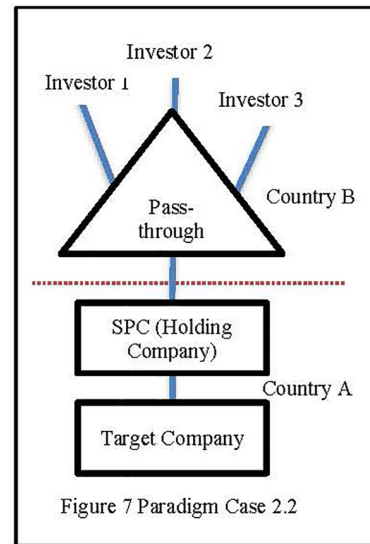 Investor 2
Investor 1
Investor 3
Pass-
through
Country B
SPC (Holding
Company)
Country A
Target Company
Figure 7 Paradigm Case 2.2